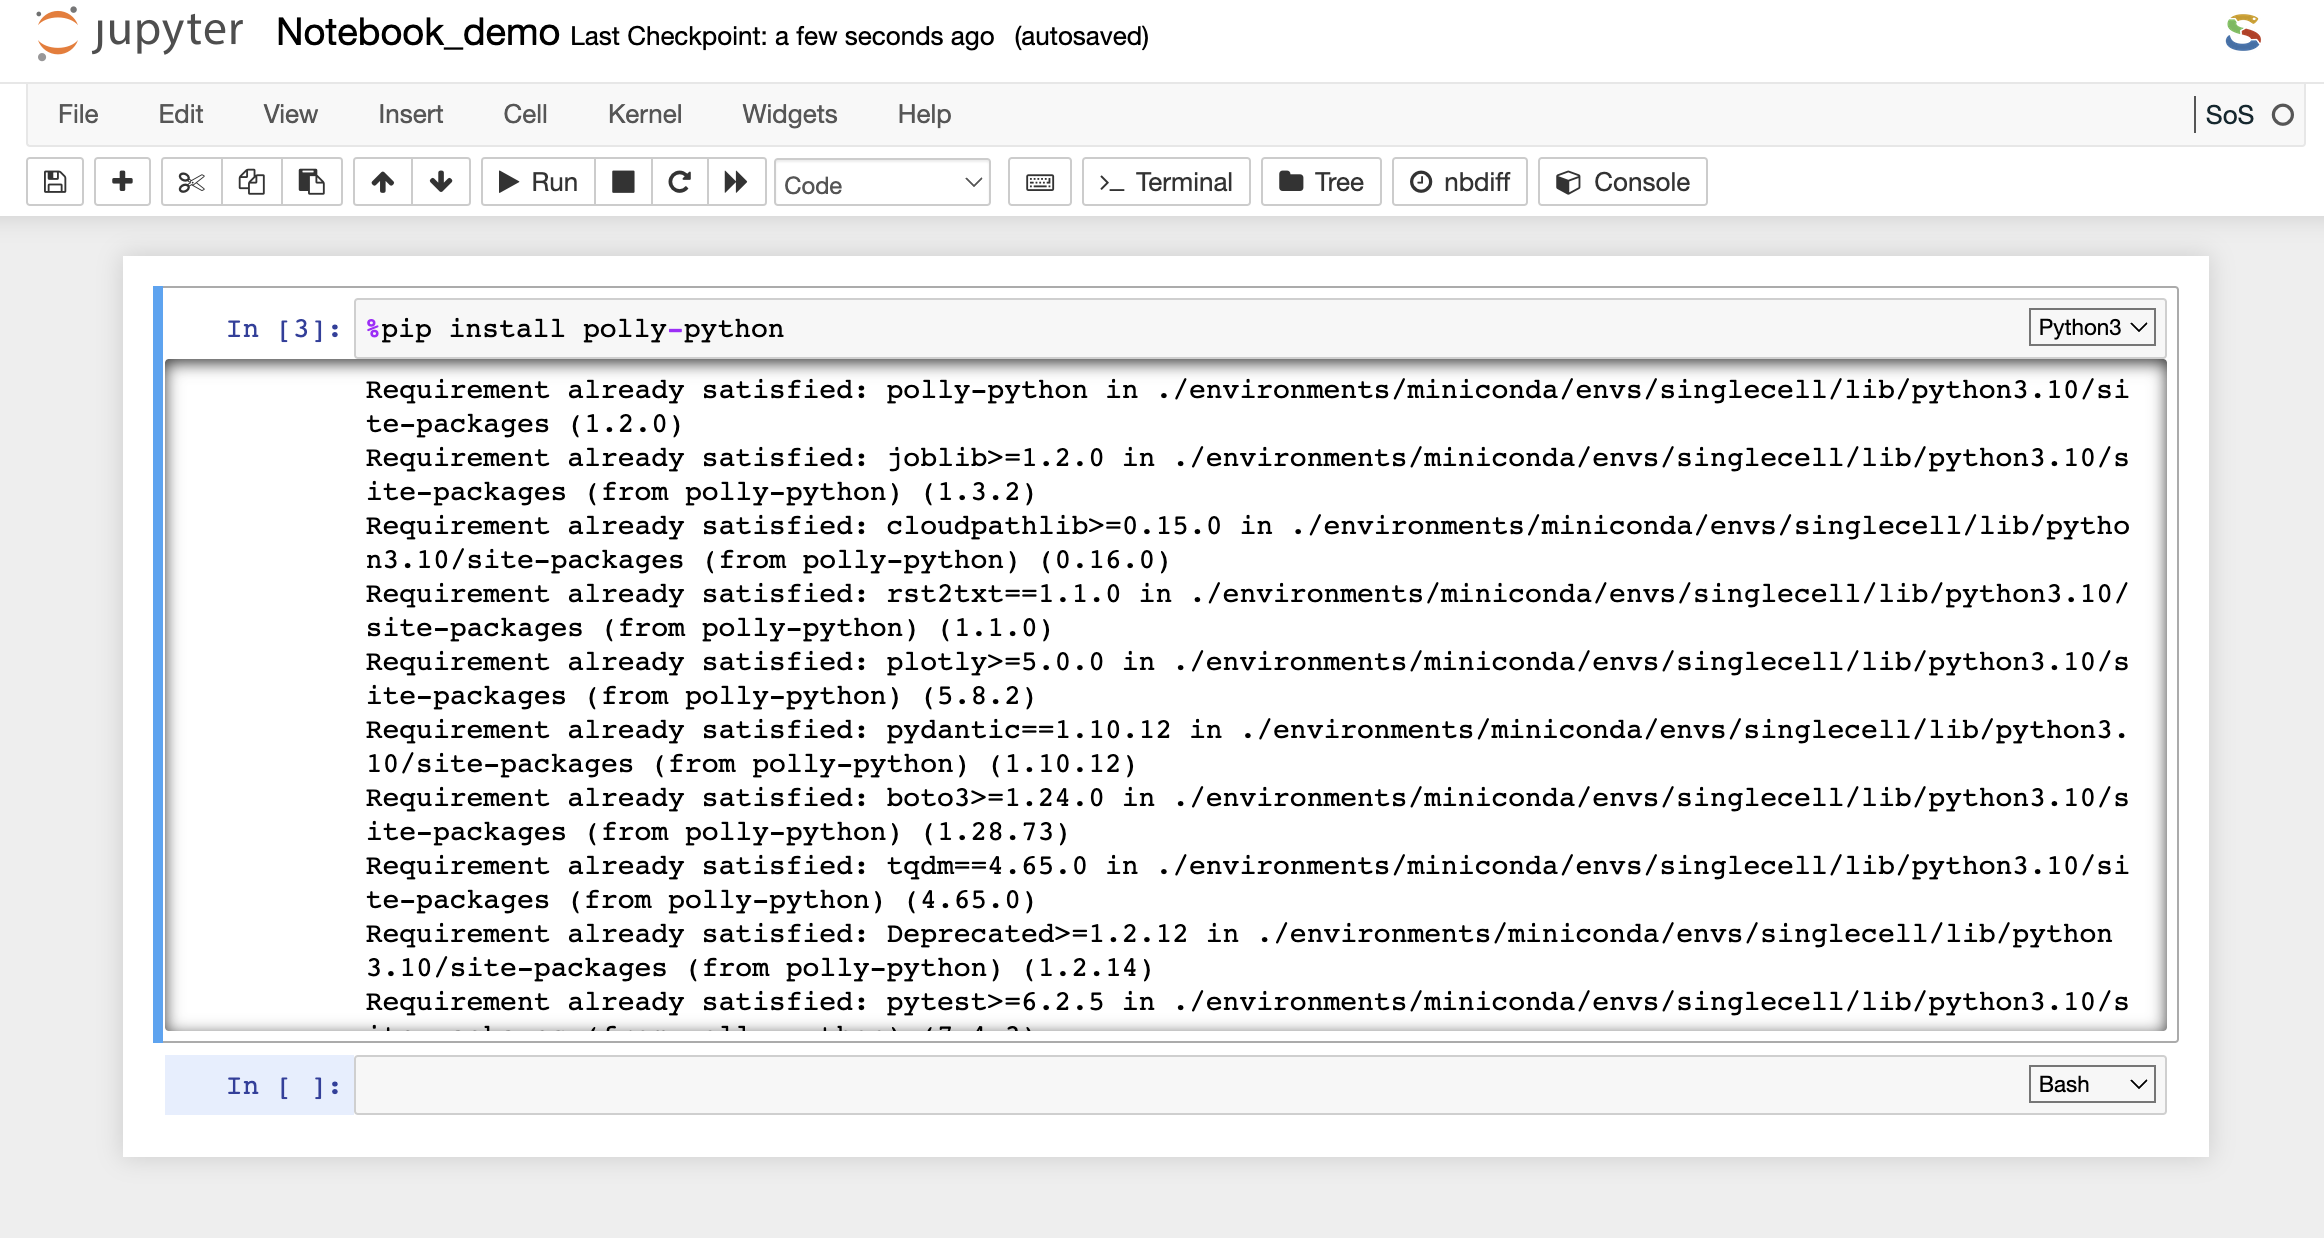 jupyter Notebook_demo Last Checkpoint: a few seconds ago (autosaved)
File Edit View Insert Cell Kernel Widgets Help SoS
Run Code Terminal Tree nbdiff Console
In [3]: %pip install polly-python Python3
Requirement already satisfied: polly-python in ./environments/miniconda/envs/singlecell/lib/python3.10/si
te-packages (1.2.0)
Requirement already satisfied: joblib>=1.2.0 in ./environments/miniconda/envs/singlecell/lib/python3.10/s
ite-packages (from polly-python) (1.3.2)
Requirement already satisfied: cloudpathlib>=0.15.0 in ./environments/miniconda/envs/singlecell/lib/pytho
n3.10/site-packages (from polly-python) (0.16.0)
Requirement already satisfied: rst2txt==1.1.0 in ./environments/miniconda/envs/singlecell/lib/python3.10/
site-packages (from polly-python) (1.1.0)
Requirement already satisfied: plotly>=5.0.0 in ./environments/miniconda/envs/singlecell/lib/python3.10/s
ite-packages (from polly-python) (5.8.2)
Requirement already satisfied: pydantic==1.10.12 in ./environments/miniconda/envs/singlecell/lib/python3.
10/site-packages (from polly-python) (1.10.12)
Requirement already satisfied: boto3>=1.24.0 in ./environments/miniconda/envs/singlecell/lib/python3.10/s
ite-packages (from polly-python) (1.28.73)
Requirement already satisfied: tqdm==4.65.0 in ./environments/miniconda/envs/singlecell/lib/python3.10/si
te-packages (from polly-python) (4.65.0)
Requirement already satisfied: Deprecated>=1.2.12 in ./environments/miniconda/envs/singlecell/lib/python
3.10/site-packages (from polly-python) (1.2.14)
Requirement already satisfied: pytest>=6.2.5 in ./environments/miniconda/envs/singlecell/lib/python3.10/s
In [ ]: Bash